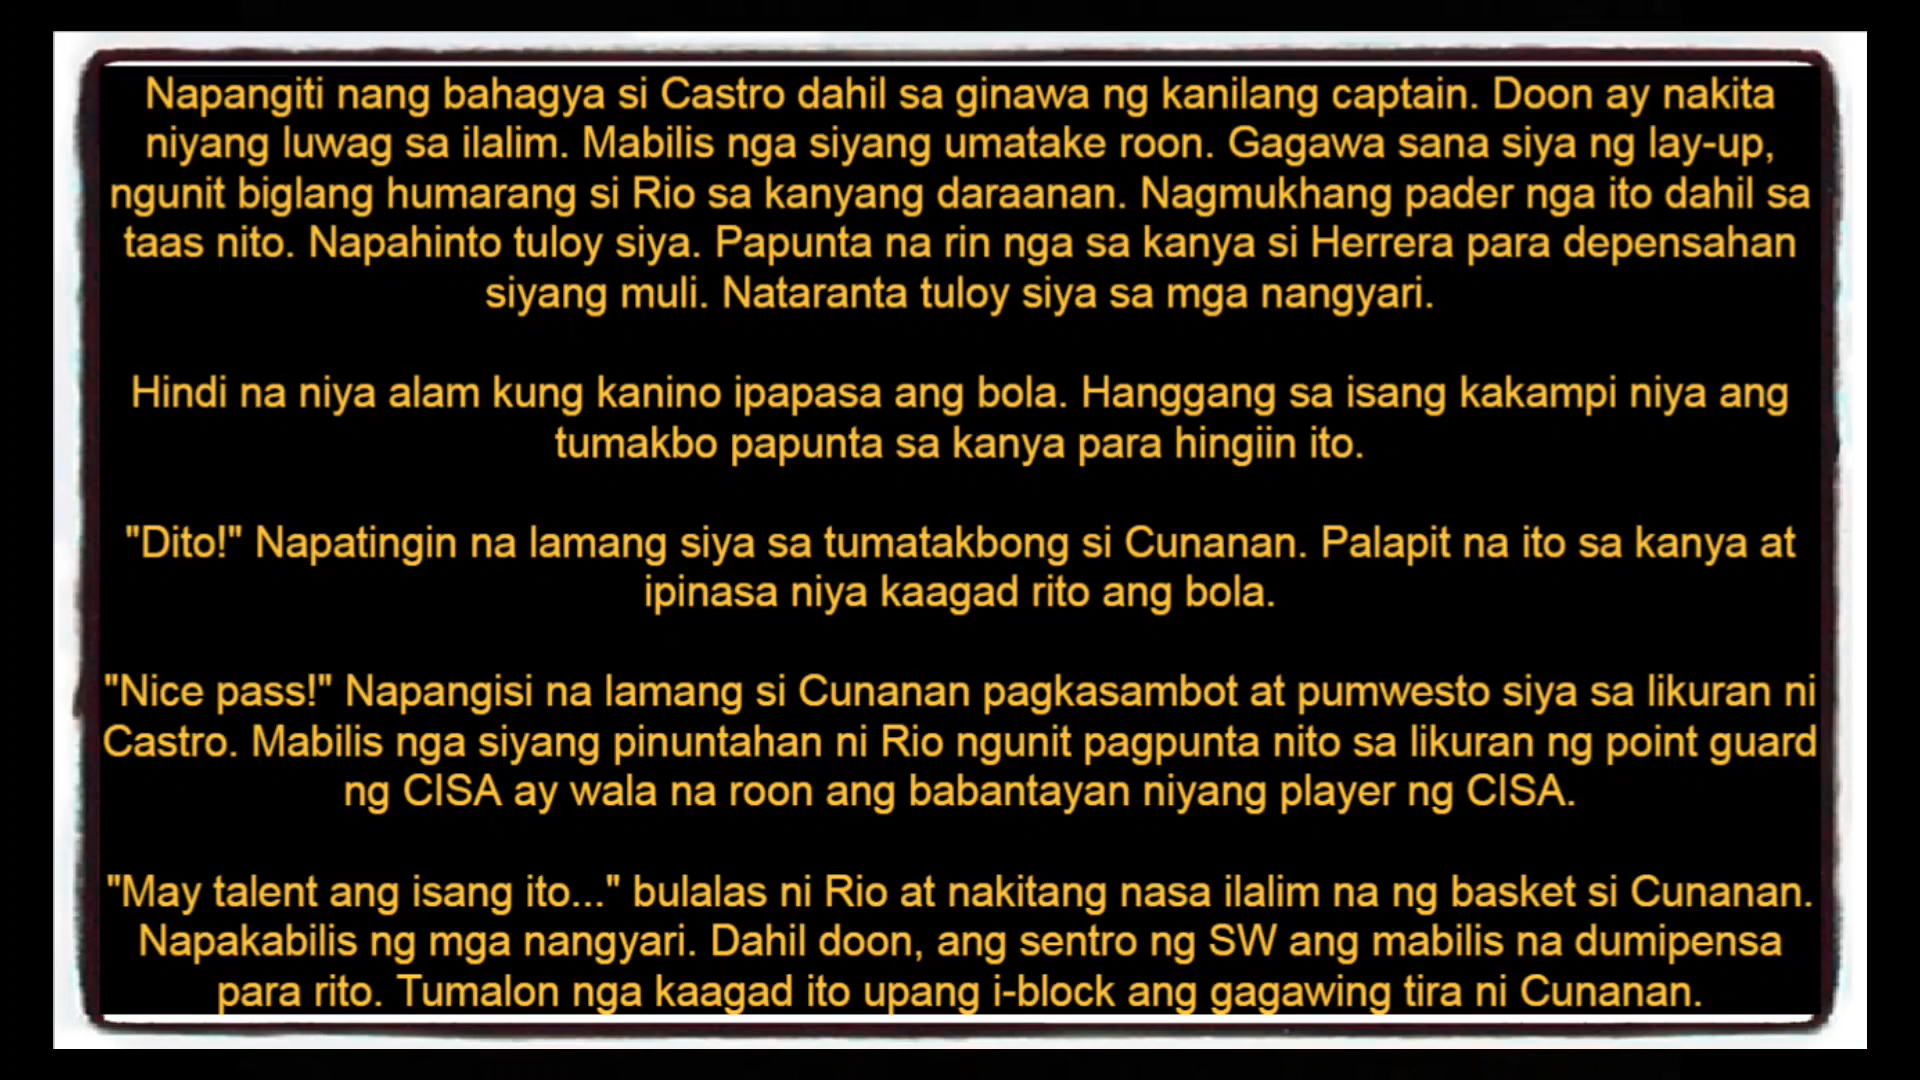 Napangiti nang bahagya si Castro dahil sa ginawa ng kanilang captain. Doon ay nakita
niyang luwag sa ilalim. Mabilis nga siyang umatake roon. Gagawa sana siya ng lay-up,
ngunit biglang humarang si Rio sa kanyang daraanan. Nagmukhang pader nga ito dahil sa
taas nito. Napahinto tuloy siya. Papunta na rin nga sa kanya si Herrera para depensahan
siyang muli. Nataranta tuloy siya sa mga nangyari.
Hindi na niya alam kung kanino ipapasa ang bola. Hanggang sa isang kakampi niya ang
tumakbo papunta sa kanya para hingiin ito.
"Dito!" Napatingin na lamang siya sa tumatakbong si Cunanan. Palapit na ito sa kanya at
ipinasa niya kaagad rito ang bola.
"Nice pass!" Napangisi na lamang si Cunanan pagkasambot at pumwesto siya sa likuran ni
Castro. Mabilis nga siyang pinuntahan ni Rio ngunit pagpunta nito sa likuran ng point guard
ng CISA ay wala na roon ang babantayan niyang player ng CISA.
"May talent ang isang ito..." bulalas ni Rio at nakitang nasa ilalim na ng basket si Cunanan.
Napakabilis ng mga nangyari. Dahil doon, ang sentro ng SW ang mabilis na dumipensa
para rito. Tumalon nga kaagad ito upang i-block ang gagawing tira ni Cunanan.